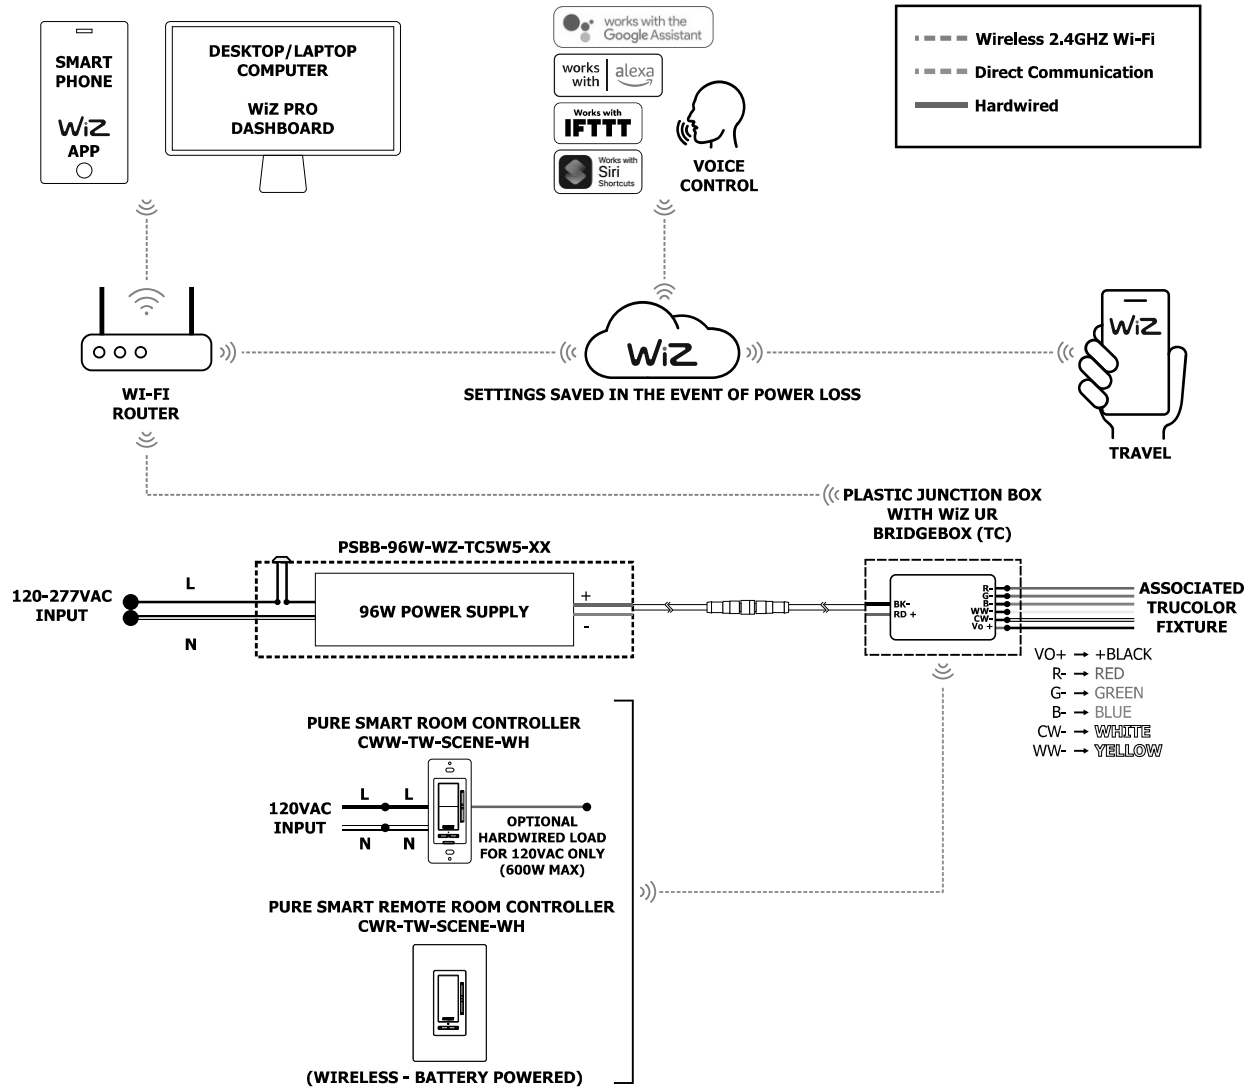 SMART
PHONE
WiZ
APP
DESKTOP/LAPTOP
COMPUTER
WiZ PRO
DASHBOARD
works with the
Google Assistant
works
with
alexa
Works with
IFTTT
Works with
Siri
Shortcuts
VOICE
CONTROL
Wireless 2.4GHZ Wi-Fi
Direct Communication
Hardwired
WI-FI
ROUTER
WiZ
SETTINGS SAVED IN THE EVENT OF POWER LOSS
WiZ
TRAVEL
PLASTIC JUNCTION BOX
WITH WiZ UR
BRIDGEBOX (TC)
PSBB-96W-WZ-TC5W5-XX
120-277VAC
INPUT
L
N
96W POWER SUPPLY
+
-
BK-
RD +
R-
G-
B-
WW-
CW-
Vo +
ASSOCIATED
TRUCOLOR
FIXTURE
VO+ → +BLACK
R- → RED
G- → GREEN
B- → BLUE
CW- → WHITE
WW- → YELLOW
PURE SMART ROOM CONTROLLER
CWW-TW-SCENE-WH
120VAC
INPUT
L L
N N
OPTIONAL
HARDWIRED LOAD
FOR 120VAC ONLY
(600W MAX)
PURE SMART REMOTE ROOM CONTROLLER
CWR-TW-SCENE-WH
(WIRELESS - BATTERY POWERED)